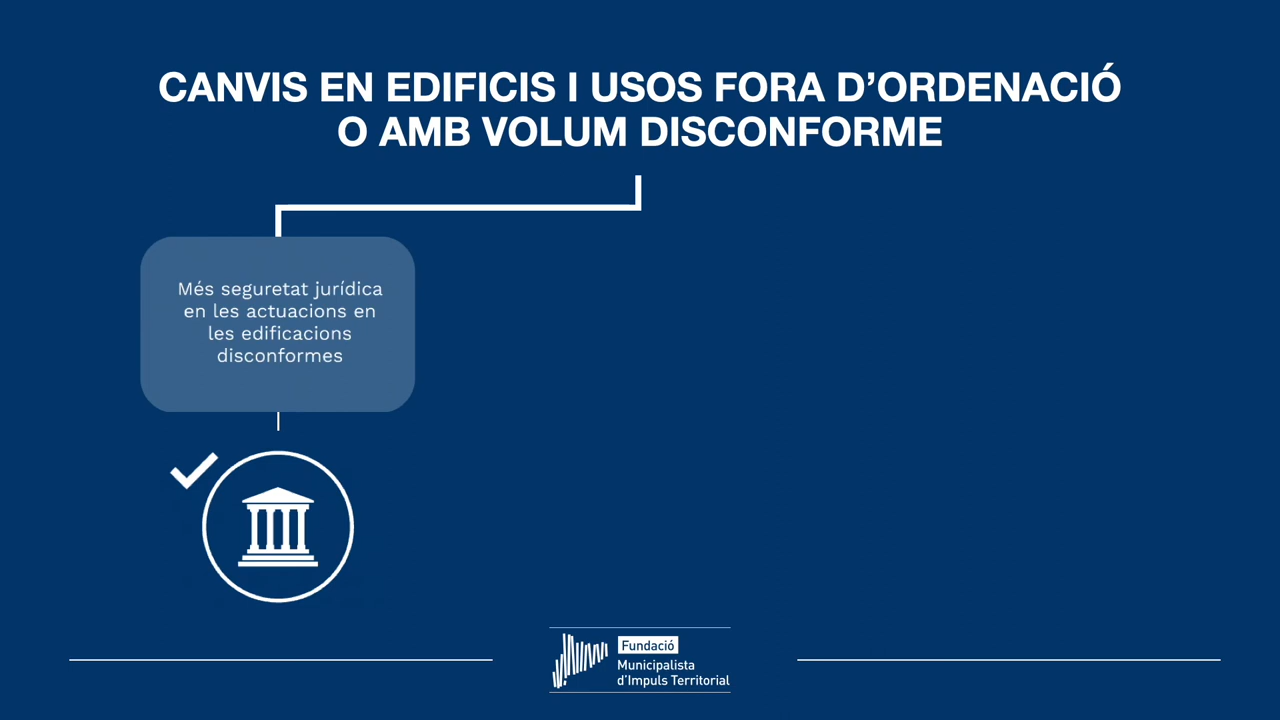 CANVIS EN EDIFICIS I USOS FORA D’ORDENACIÓ
O AMB VOLUM DISCONFORME
Més seguretat jurídica
en les actuacions en
les edificacions
disconformes
Fundació
Municipalista
d’Impuls Territorial